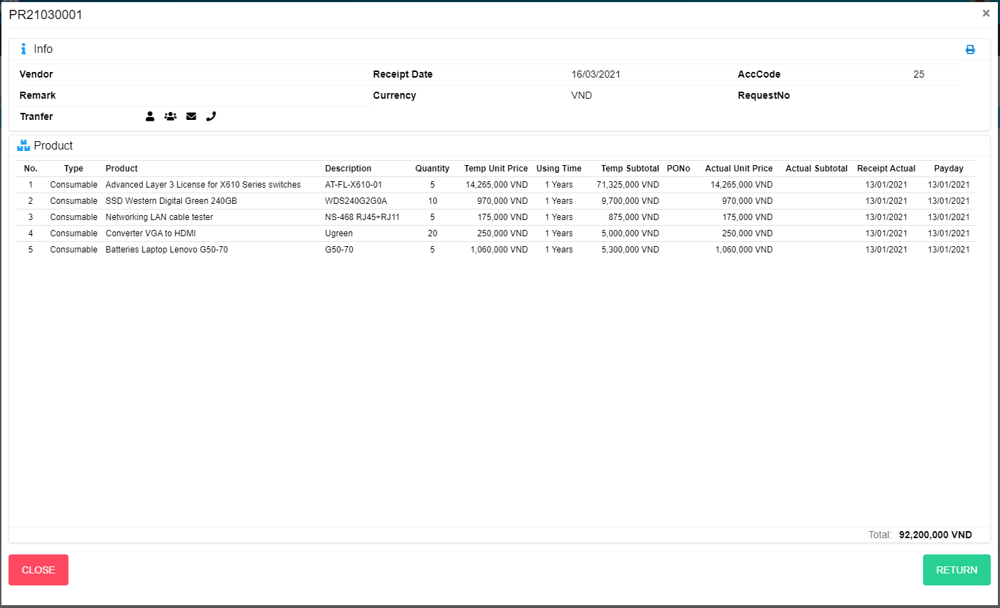 PR21030001 ×
Info
Vendor Receipt Date 16/03/2021 AccCode 25
Remark Currency VND RequestNo
Tranfer
Product
No. Type Product Description Quantity Temp Unit Price Using Time Temp Subtotal PONo Actual Unit Price Actual Subtotal Receipt Actual Payday
1 Consumable Advanced Layer 3 License for X610 Series switches AT-FL-X610-01 5 14,265,000 VND 1 Years 71,325,000 VND 14,265,000 VND 13/01/2021 13/01/2021
2 Consumable SSD Western Digital Green 240GB WDS240G2G0A 10 970,000 VND 1 Years 9,700,000 VND 970,000 VND 13/01/2021 13/01/2021
3 Consumable Networking LAN cable tester NS-468 RJ45+RJ11 5 175,000 VND 1 Years 875,000 VND 175,000 VND 13/01/2021 13/01/2021
4 Consumable Converter VGA to HDMI Ugreen 20 250,000 VND 1 Years 5,000,000 VND 250,000 VND 13/01/2021 13/01/2021
5 Consumable Batteries Laptop Lenovo G50-70 G50-70 5 1,060,000 VND 1 Years 5,300,000 VND 1,060,000 VND 13/01/2021 13/01/2021
Total: 92,200,000 VND
CLOSE RETURN